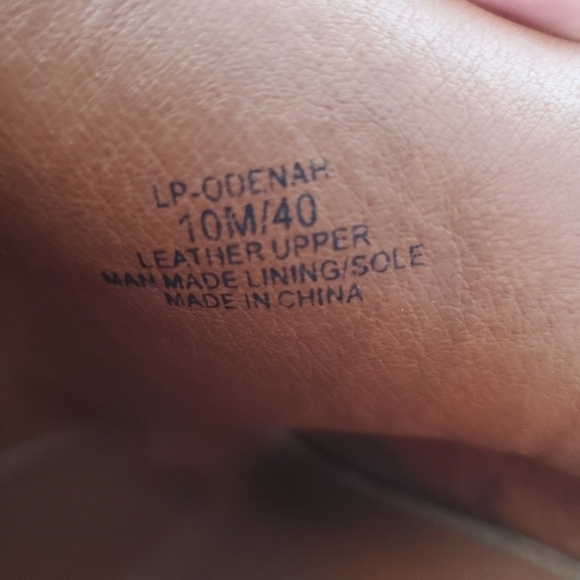 LP-ODENAH
10M/40
LEATHER UPPER
MAN MADE LINING/SOLE
MADE IN CHINA